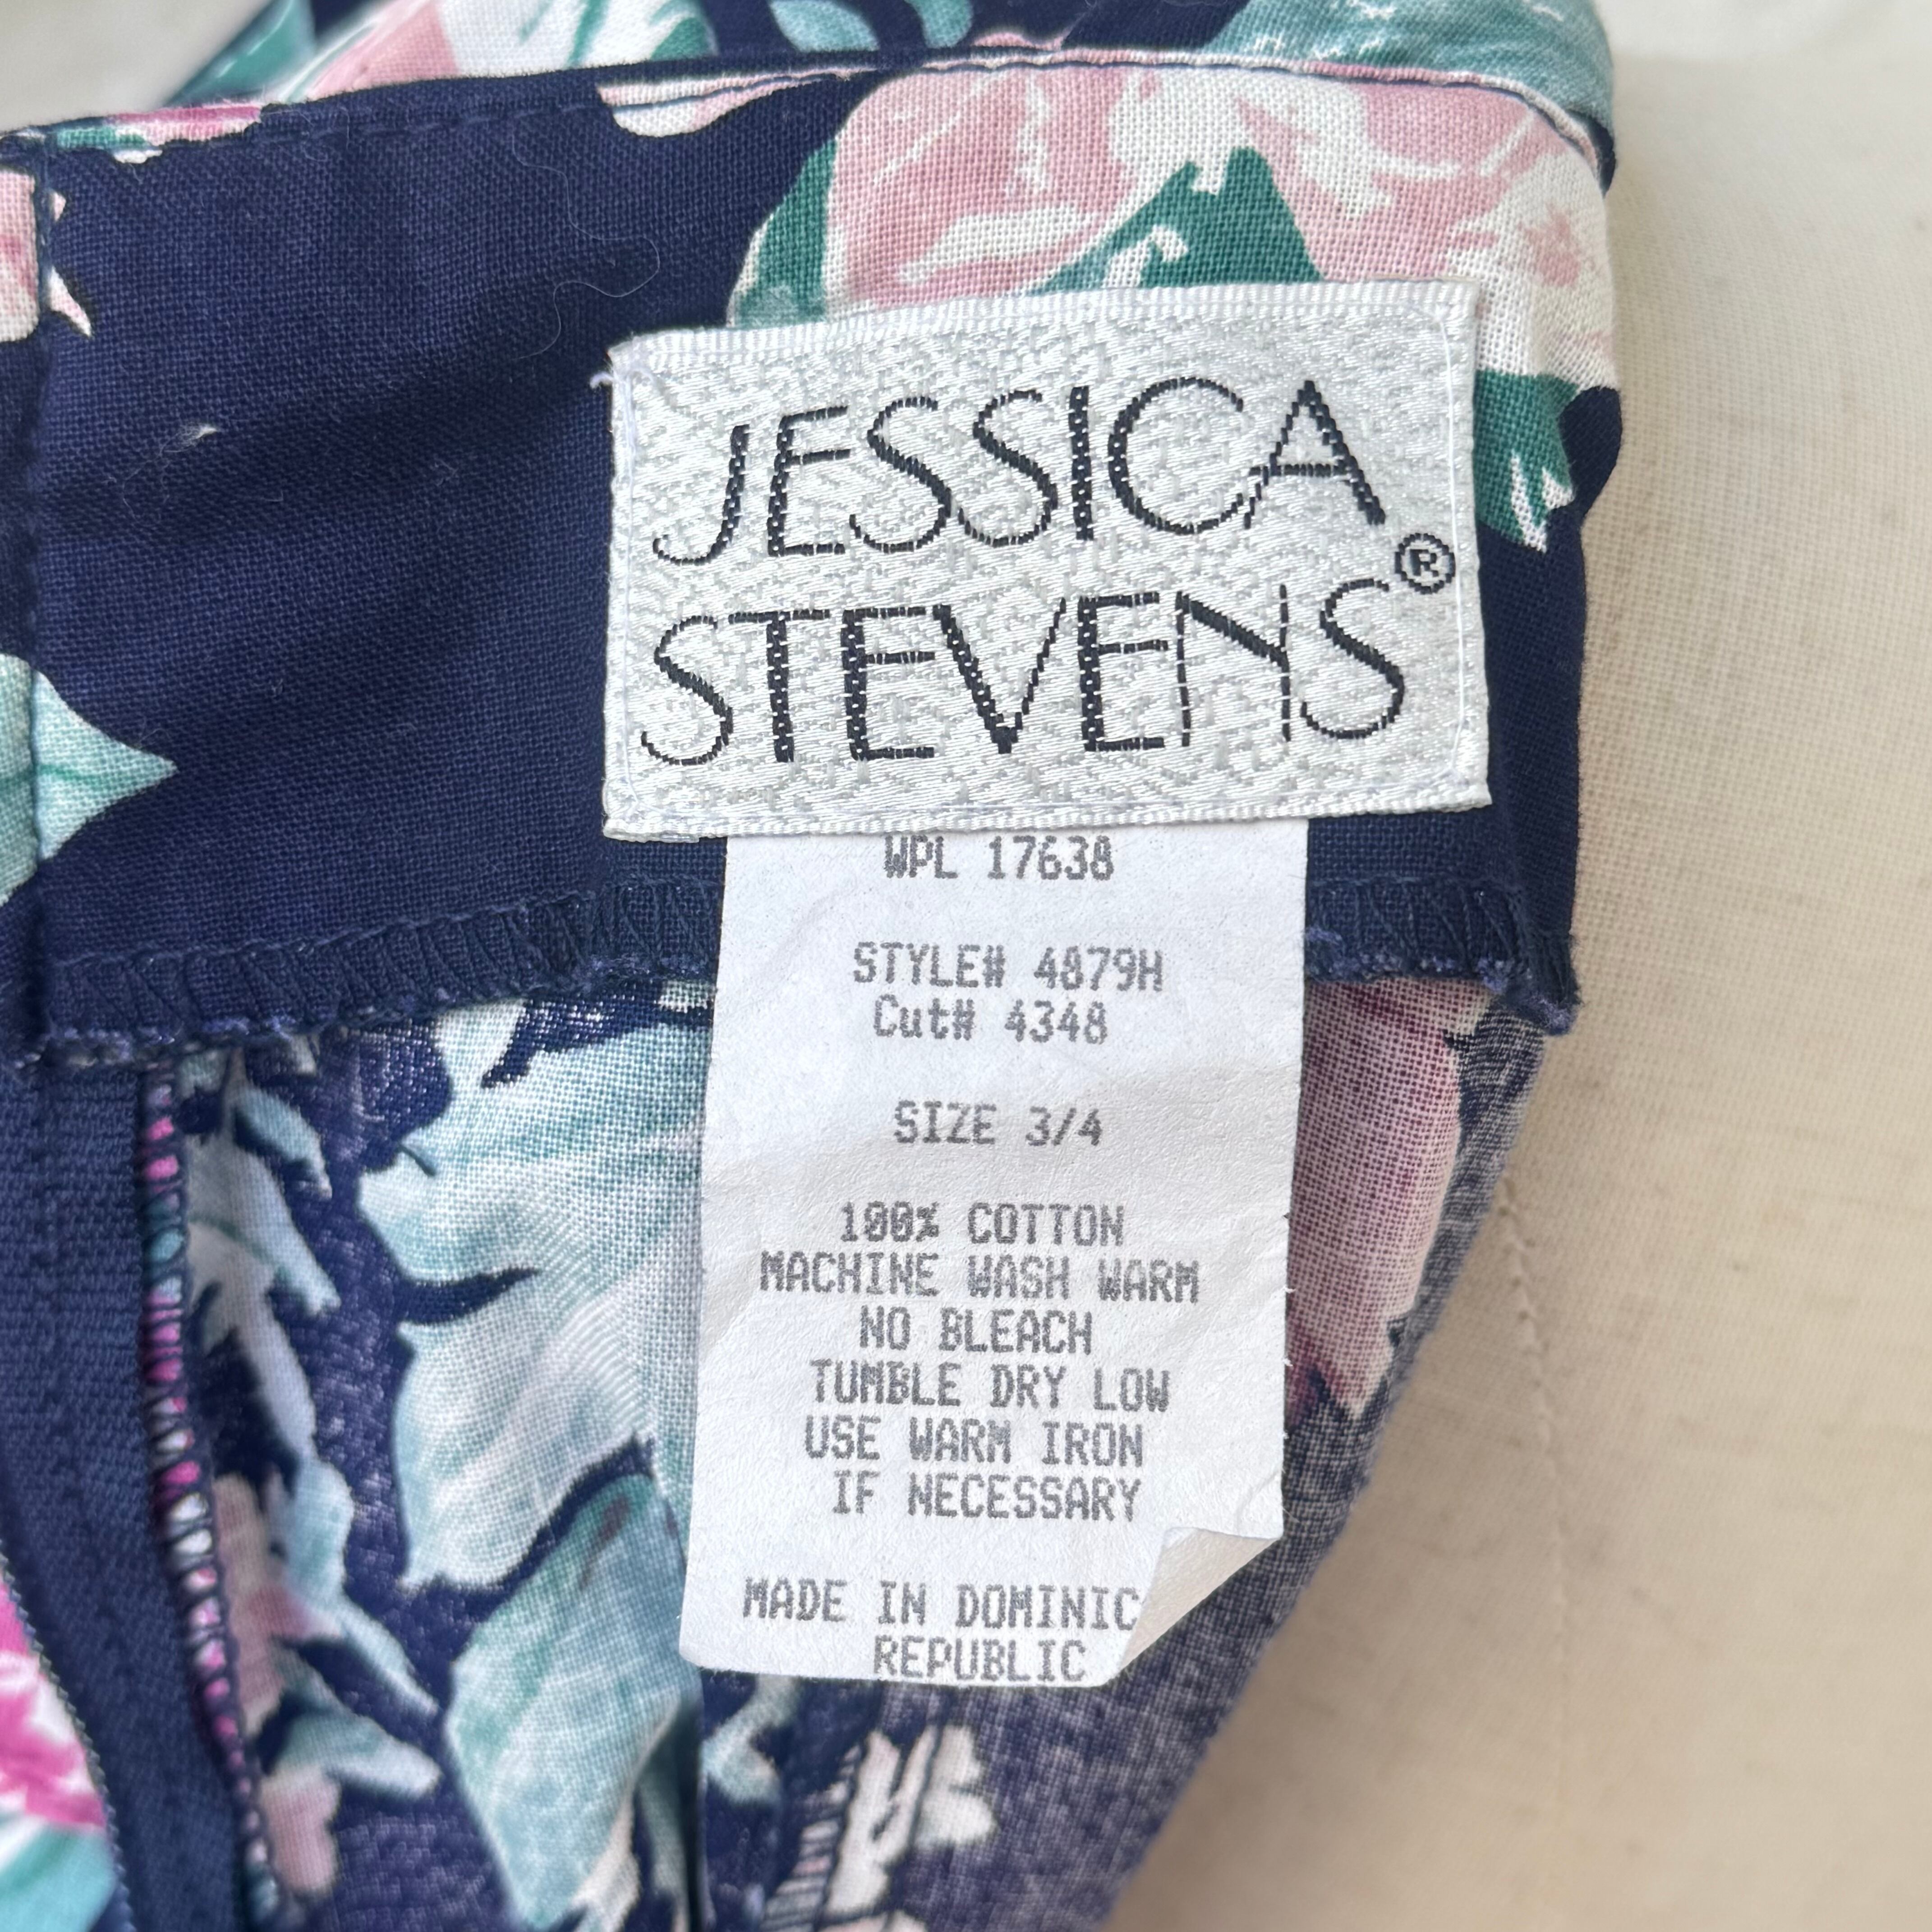 JESSICA
STEVENS®
WPL 17638
STYLE# 4879H
Cut# 4348
SIZE 3/4
100% COTTON
MACHINE WASH WARM
NO BLEACH
TUMBLE DRY LOW
USE WARM IRON
IF NECESSARY
MADE IN DOMINIC
REPUBLIC